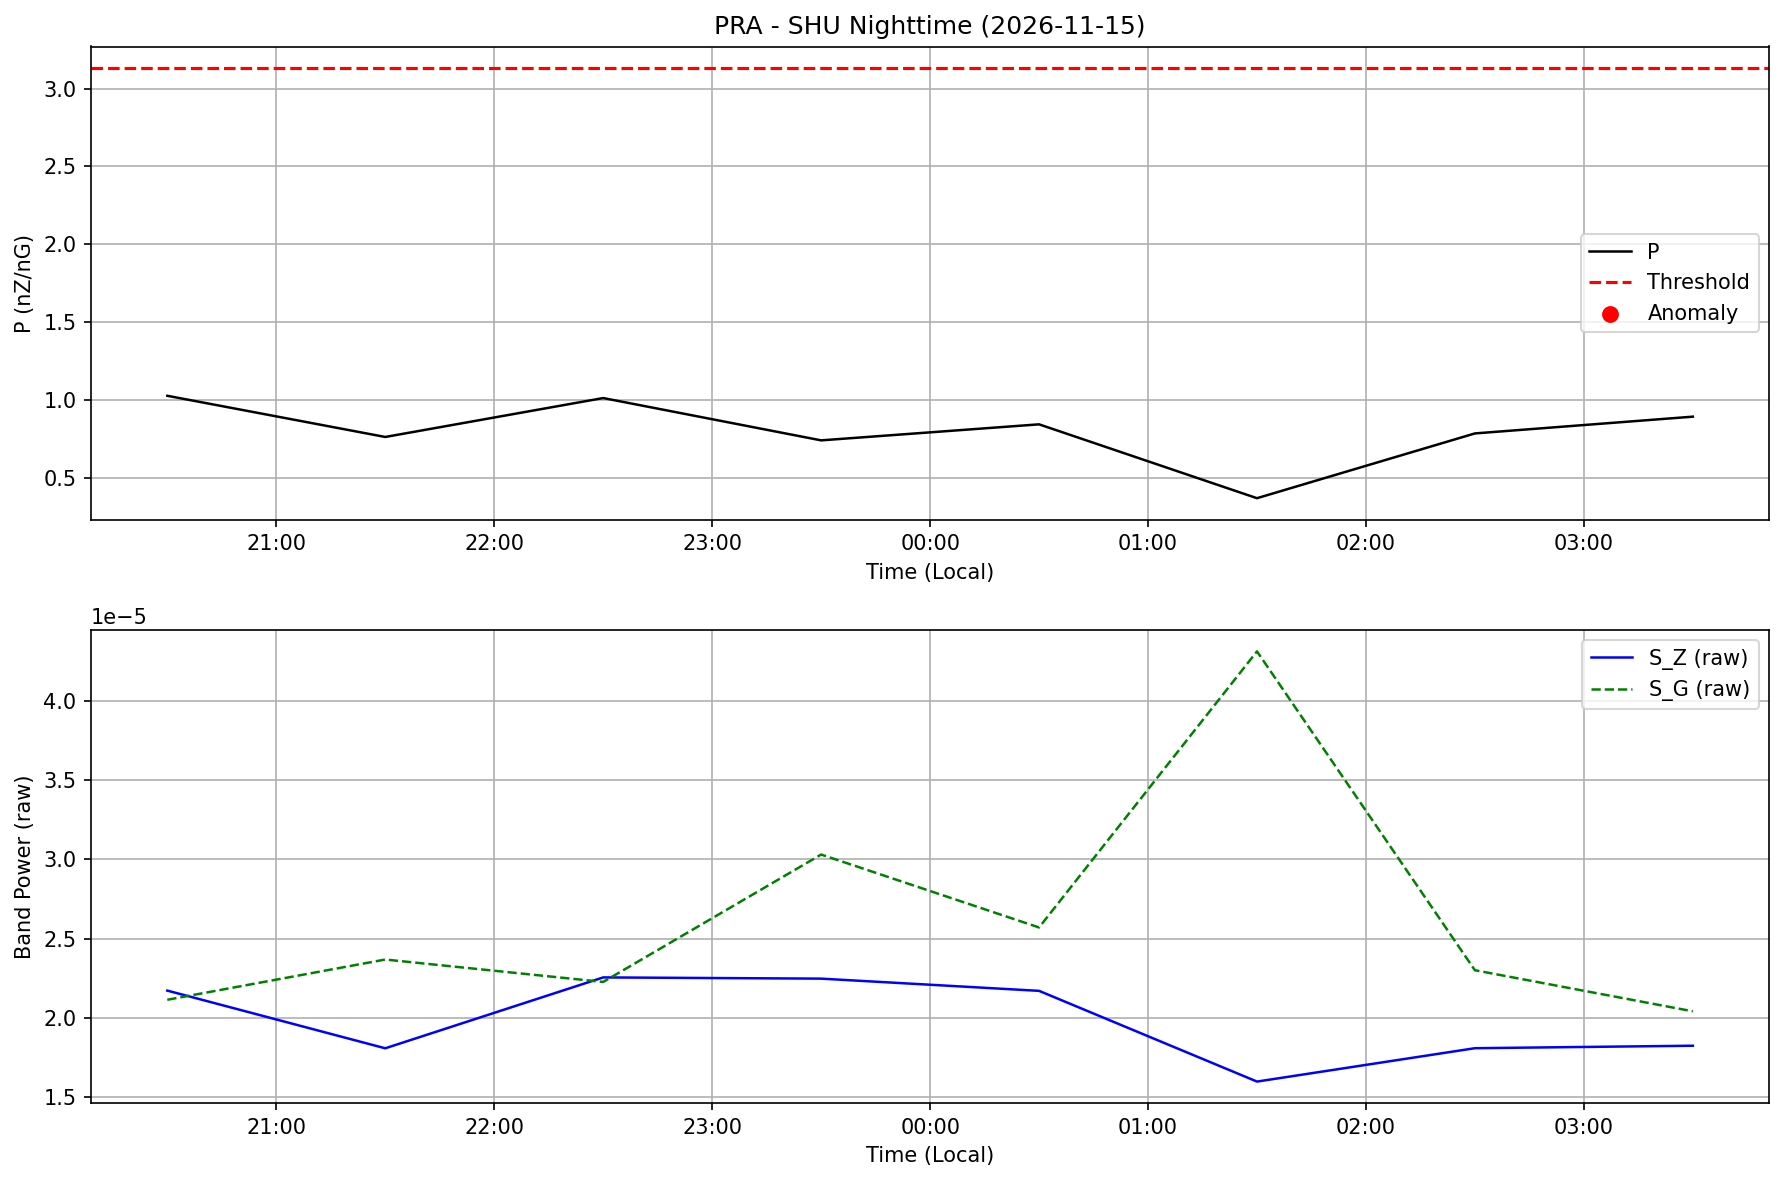 PRA - SHU Nighttime (2026-11-15)
P (nZ/nG)
3.0
2.5
2.0
1.5
1.0
0.5
P
Threshold
Anomaly
21:00 22:00 23:00 00:00 01:00 02:00 03:00
Time (Local)
1e−5
Band Power (raw)
4.0
3.5
3.0
2.5
2.0
1.5
S_Z (raw)
S_G (raw)
21:00 22:00 23:00 00:00 01:00 02:00 03:00
Time (Local)